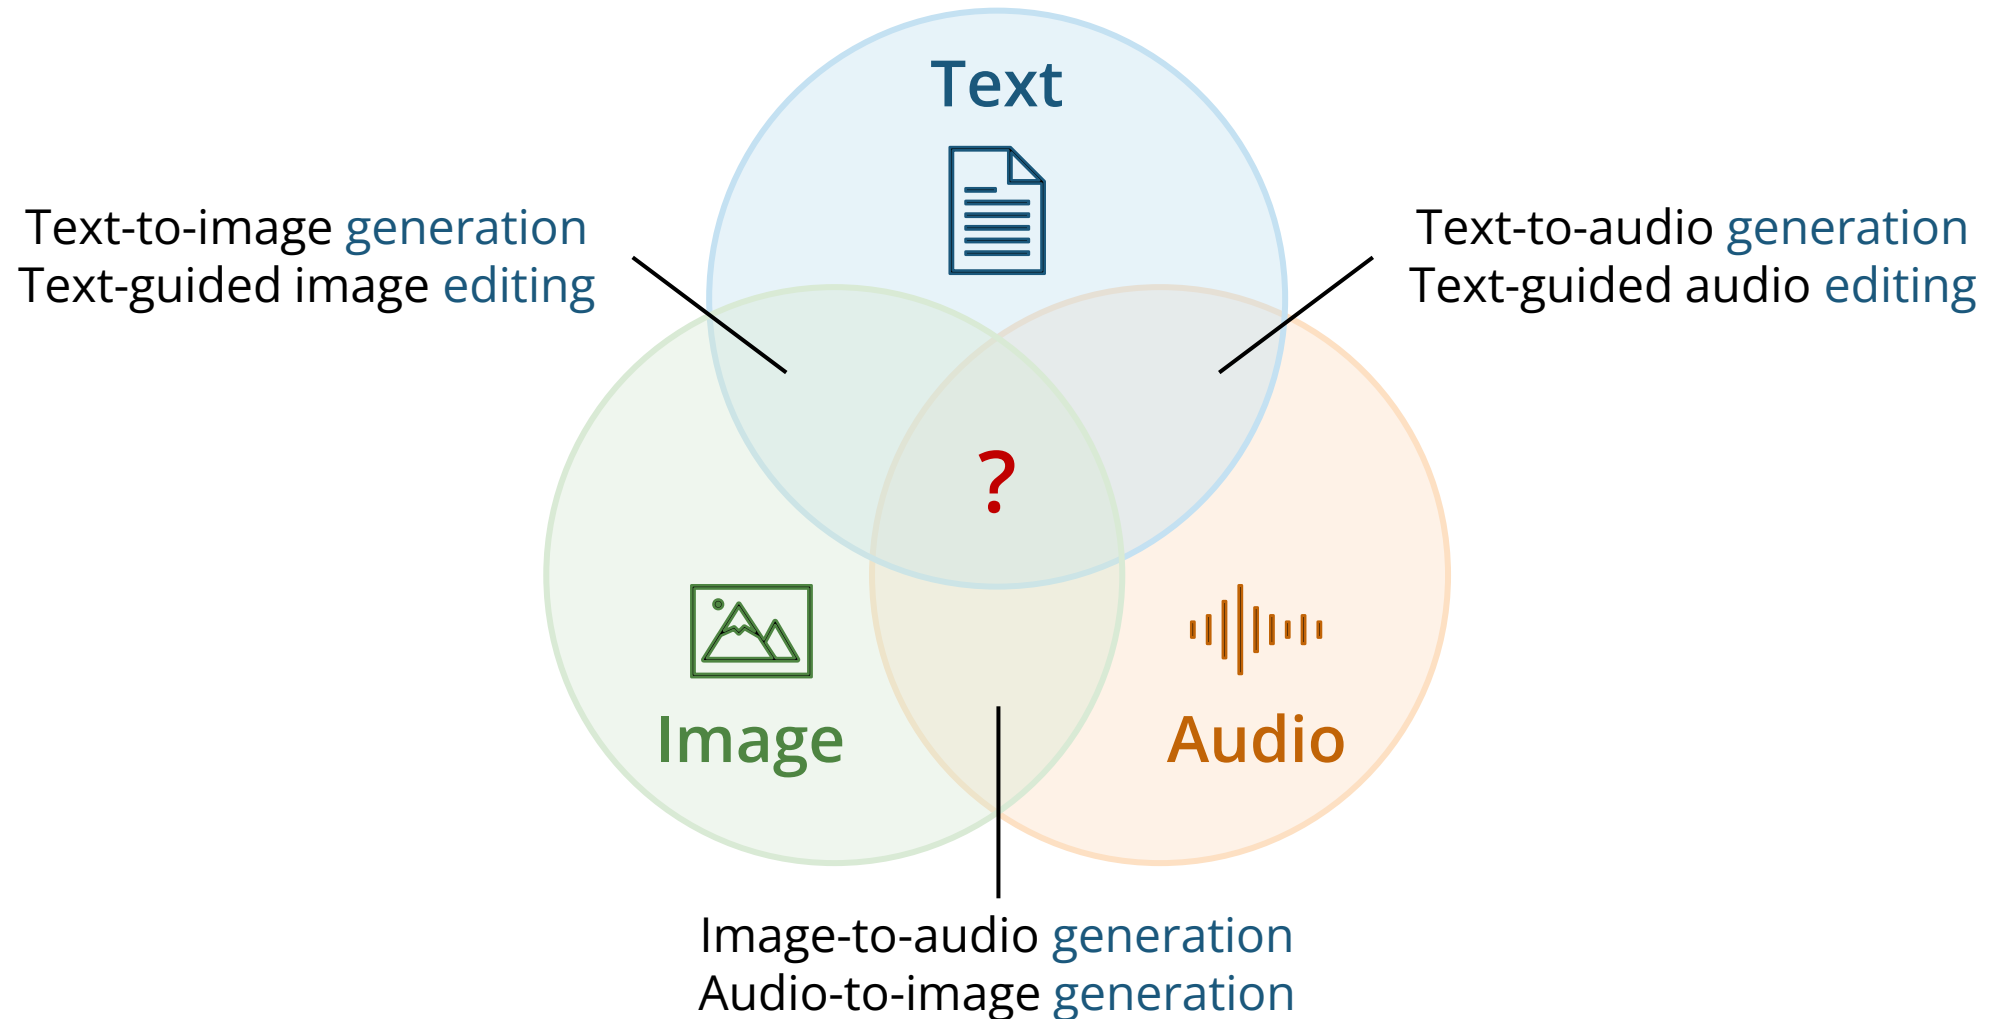 Text
Text-to-image generation
Text-guided image editing
Text-to-audio generation
Text-guided audio editing
?
Image
Audio
Image-to-audio generation
Audio-to-image generation